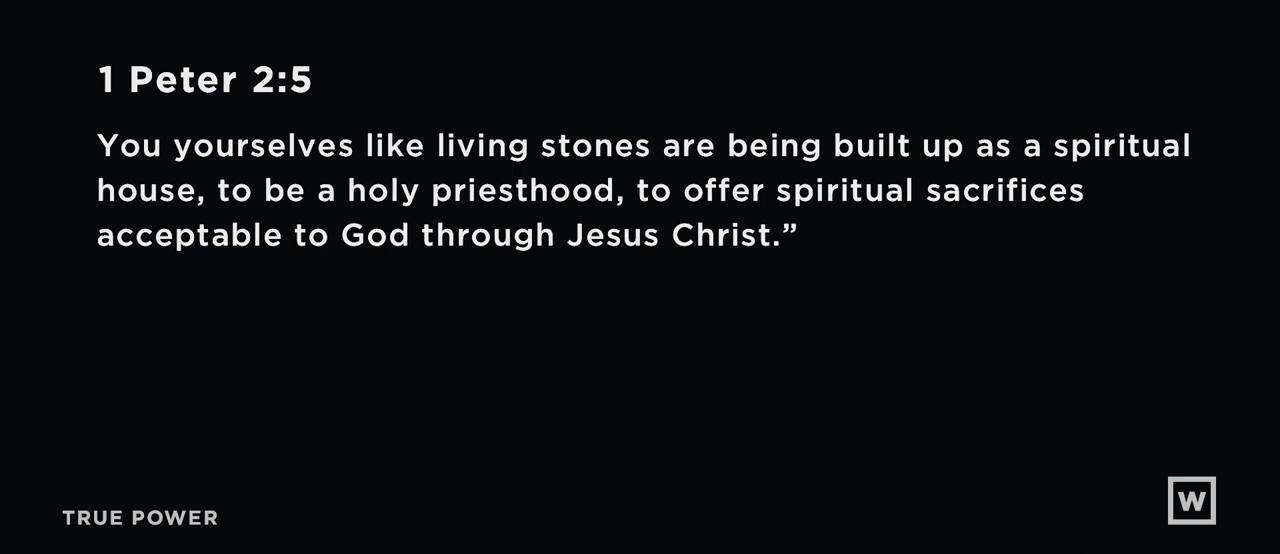 1 Peter 2:5
You yourselves like living stones are being built up as a spiritual
house, to be a holy priesthood, to offer spiritual sacrifices
acceptable to God through Jesus Christ.”
TRUE POWER
W